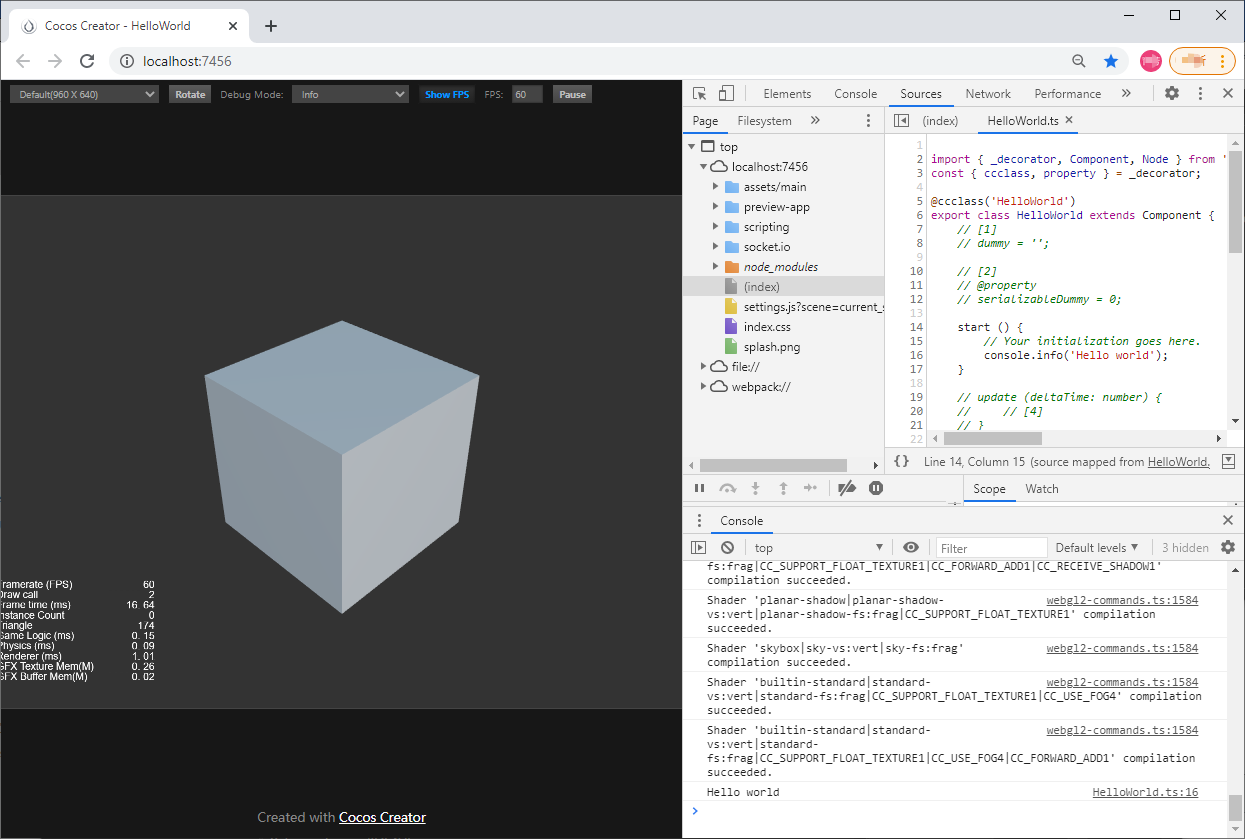 Cocos Creator - HelloWorld
localhost:7456
Default(960 X 640) Rotate Debug Mode: Info Show FPS FPS: 60 Pause
Framerate (FPS) 60
Draw call 2
Frame time (ms) 16.64
Instance Count 0
Triangle 174
Game Logic (ms) 0.15
Physics (ms) 0.09
Renderer (ms) 1.01
GFX Texture Mem(M) 0.26
GFX Buffer Mem(M) 0.02
Created with Cocos Creator
Elements Console Sources Network Performance »
Page Filesystem »
top
localhost:7456
assets/main
preview-app
scripting
socket.io
node_modules
(index)
settings.js?scene=current_s
index.css
splash.png
file://
webpack://
(index) HelloWorld.ts
1
2 import { _decorator, Component, Node } from '
3 const { ccclass, property } = _decorator;
4
5 @ccclass('HelloWorld')
6 export class HelloWorld extends Component {
7 // [1]
8 // dummy = '';
9
10 // [2]
11 // @property
12 // serializableDummy = 0;
13
14 start () {
15 // Your initialization goes here.
16 console.info('Hello world');
17 }
18
19 // update (deltaTime: number) {
20 // // [4]
21 // }
22
{} Line 14, Column 15 (source mapped from HelloWorld.
Scope Watch
Console
top Filter Default levels 3 hidden
fs:frag|CC_SUPPORT_FLOAT_TEXTURE1|CC_FORWARD_ADD1|CC_RECEIVE_SHADOW1'
compilation succeeded.
Shader 'planar-shadow|planar-shadow- webgl2-commands.ts:1584
vs:vert|planar-shadow-fs:frag|CC_SUPPORT_FLOAT_TEXTURE1' compilation
succeeded.
Shader 'skybox|sky-vs:vert|sky-fs:frag' webgl2-commands.ts:1584
compilation succeeded.
Shader 'builtin-standard|standard- webgl2-commands.ts:1584
vs:vert|standard-fs:frag|CC_SUPPORT_FLOAT_TEXTURE1|CC_USE_FOG4' compilation
succeeded.
Shader 'builtin-standard|standard- webgl2-commands.ts:1584
vs:vert|standard-
fs:frag|CC_SUPPORT_FLOAT_TEXTURE1|CC_USE_FOG4|CC_FORWARD_ADD1' compilation
succeeded.
Hello world HelloWorld.ts:16